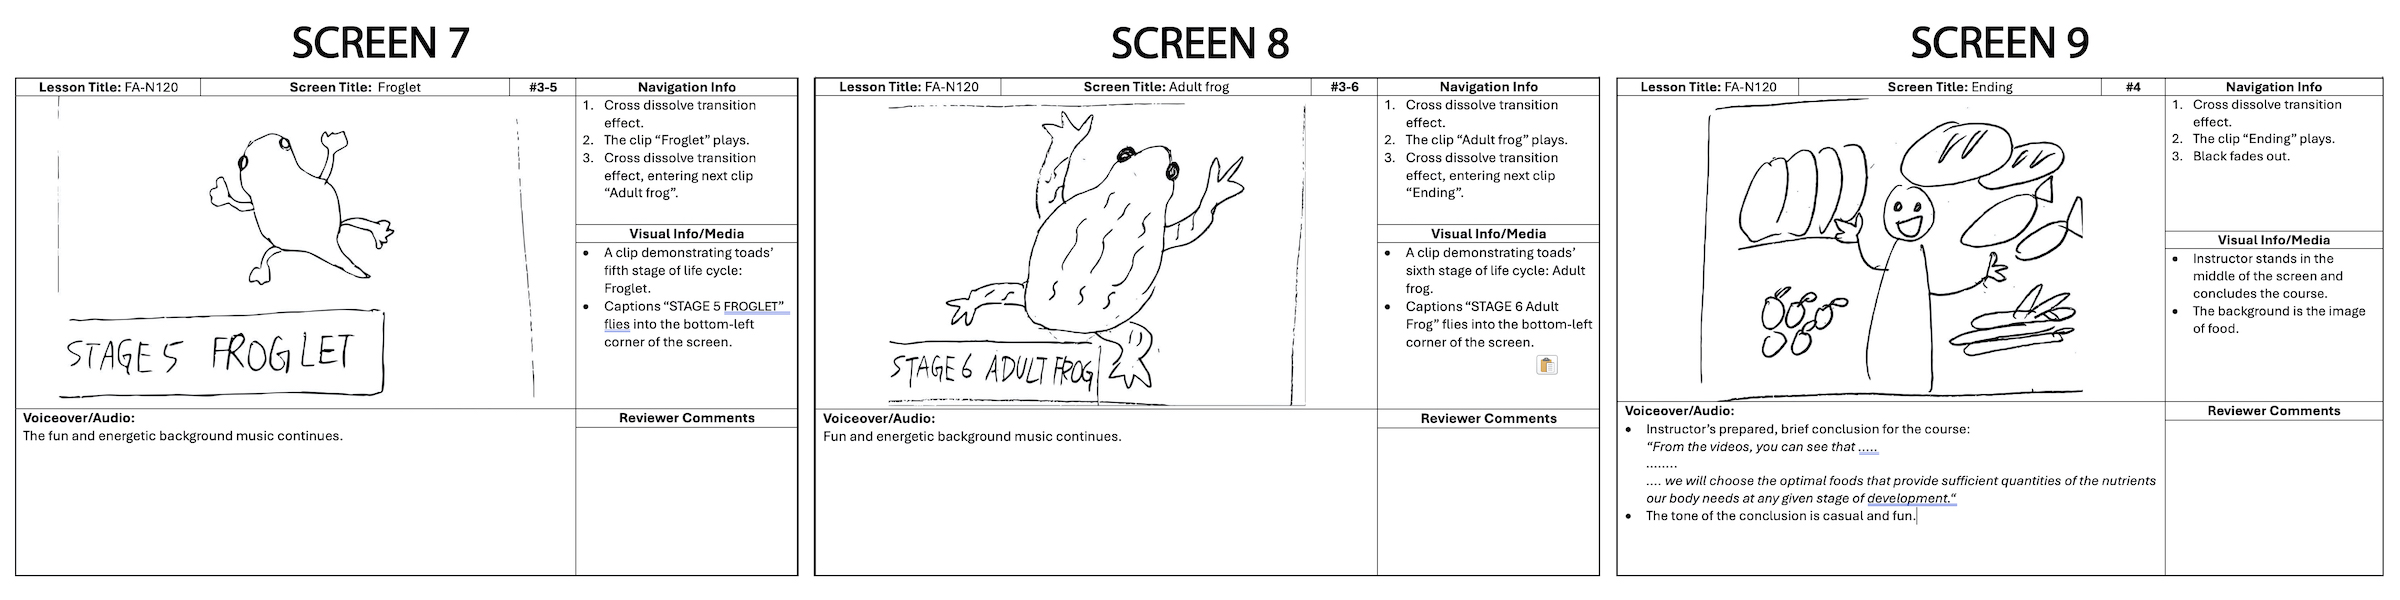 SCREEN 7
Lesson Title: FA-N120
Screen Title: Froglet
#3-5
Navigation Info
1. Cross dissolve transition
effect.
2. The clip “Froglet” plays.
3. Cross dissolve transition
effect, entering next clip
“Adult frog”.
Visual Info/Media
• A clip demonstrating toads’
fifth stage of life cycle:
Froglet.
• Captions “STAGE 5 FROGLET”
flies into the bottom-left
corner of the screen.
STAGE 5 FROGLET
Voiceover/Audio:
The fun and energetic background music continues.
Reviewer Comments
SCREEN 8
Lesson Title: FA-N120
Screen Title: Adult frog
#3-6
Navigation Info
1. Cross dissolve transition
effect.
2. The clip “Adult frog” plays.
3. Cross dissolve transition
effect, entering next clip
“Ending”.
Visual Info/Media
• A clip demonstrating toads’
sixth stage of life cycle: Adult
frog.
• Captions “STAGE 6 Adult
Frog” flies into the bottom-left
corner of the screen.
STAGE 6 ADULT FROG
Voiceover/Audio:
Fun and energetic background music continues.
Reviewer Comments
SCREEN 9
Lesson Title: FA-N120
Screen Title: Ending
#4
Navigation Info
1. Cross dissolve transition
effect.
2. The clip “Ending” plays.
3. Black fades out.
Visual Info/Media
• Instructor stands in the
middle of the screen and
concludes the course.
• The background is the image
of food.
Voiceover/Audio:
• Instructor’s prepared, brief conclusion for the course:
“From the videos, you can see that .....
........
.... we will choose the optimal foods that provide sufficient quantities of the nutrients
our body needs at any given stage of development.“
• The tone of the conclusion is casual and fun.
Reviewer Comments